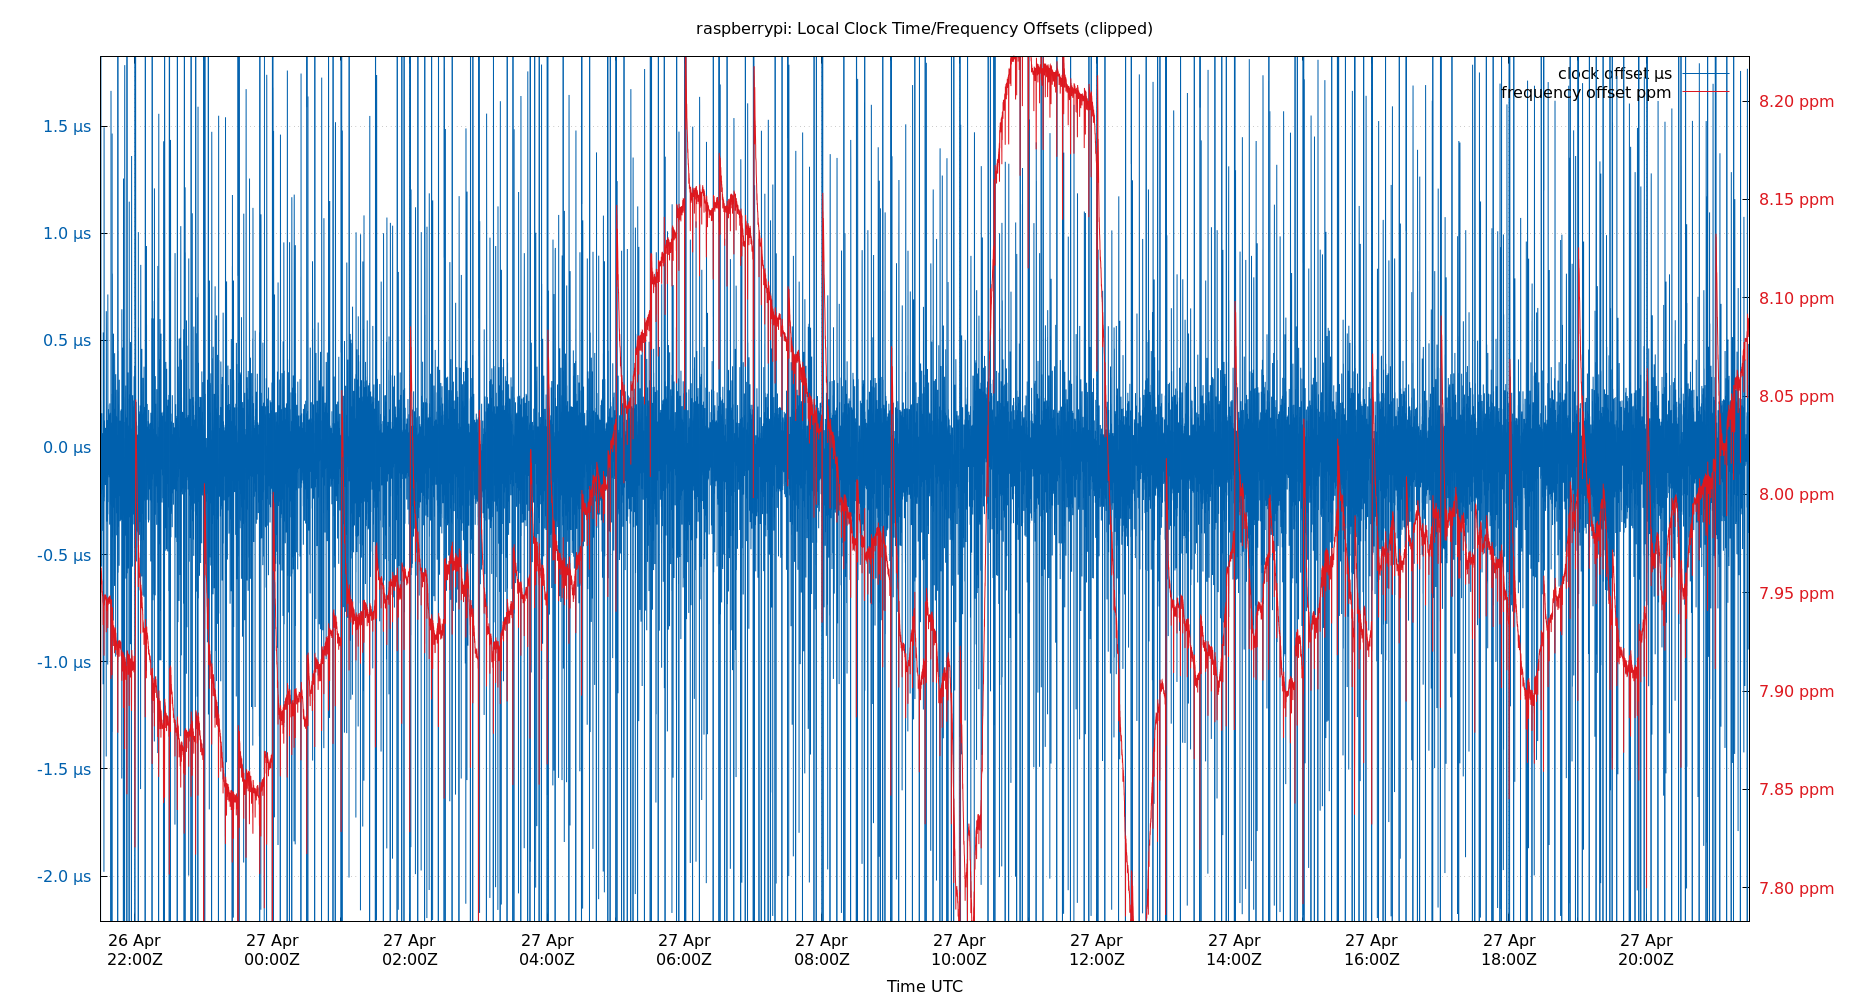 raspberrypi: Local Clock Time/Frequency Offsets (clipped)
clock offset µs
frequency offset ppm
1.5 µs
1.0 µs
0.5 µs
0.0 µs
-0.5 µs
-1.0 µs
-1.5 µs
-2.0 µs
8.20 ppm
8.15 ppm
8.10 ppm
8.05 ppm
8.00 ppm
7.95 ppm
7.90 ppm
7.85 ppm
7.80 ppm
26 Apr 27 Apr 27 Apr 27 Apr 27 Apr 27 Apr 27 Apr 27 Apr 27 Apr 27 Apr 27 Apr 27 Apr
22:00Z 00:00Z 02:00Z 04:00Z 06:00Z 08:00Z 10:00Z 12:00Z 14:00Z 16:00Z 18:00Z 20:00Z
Time UTC